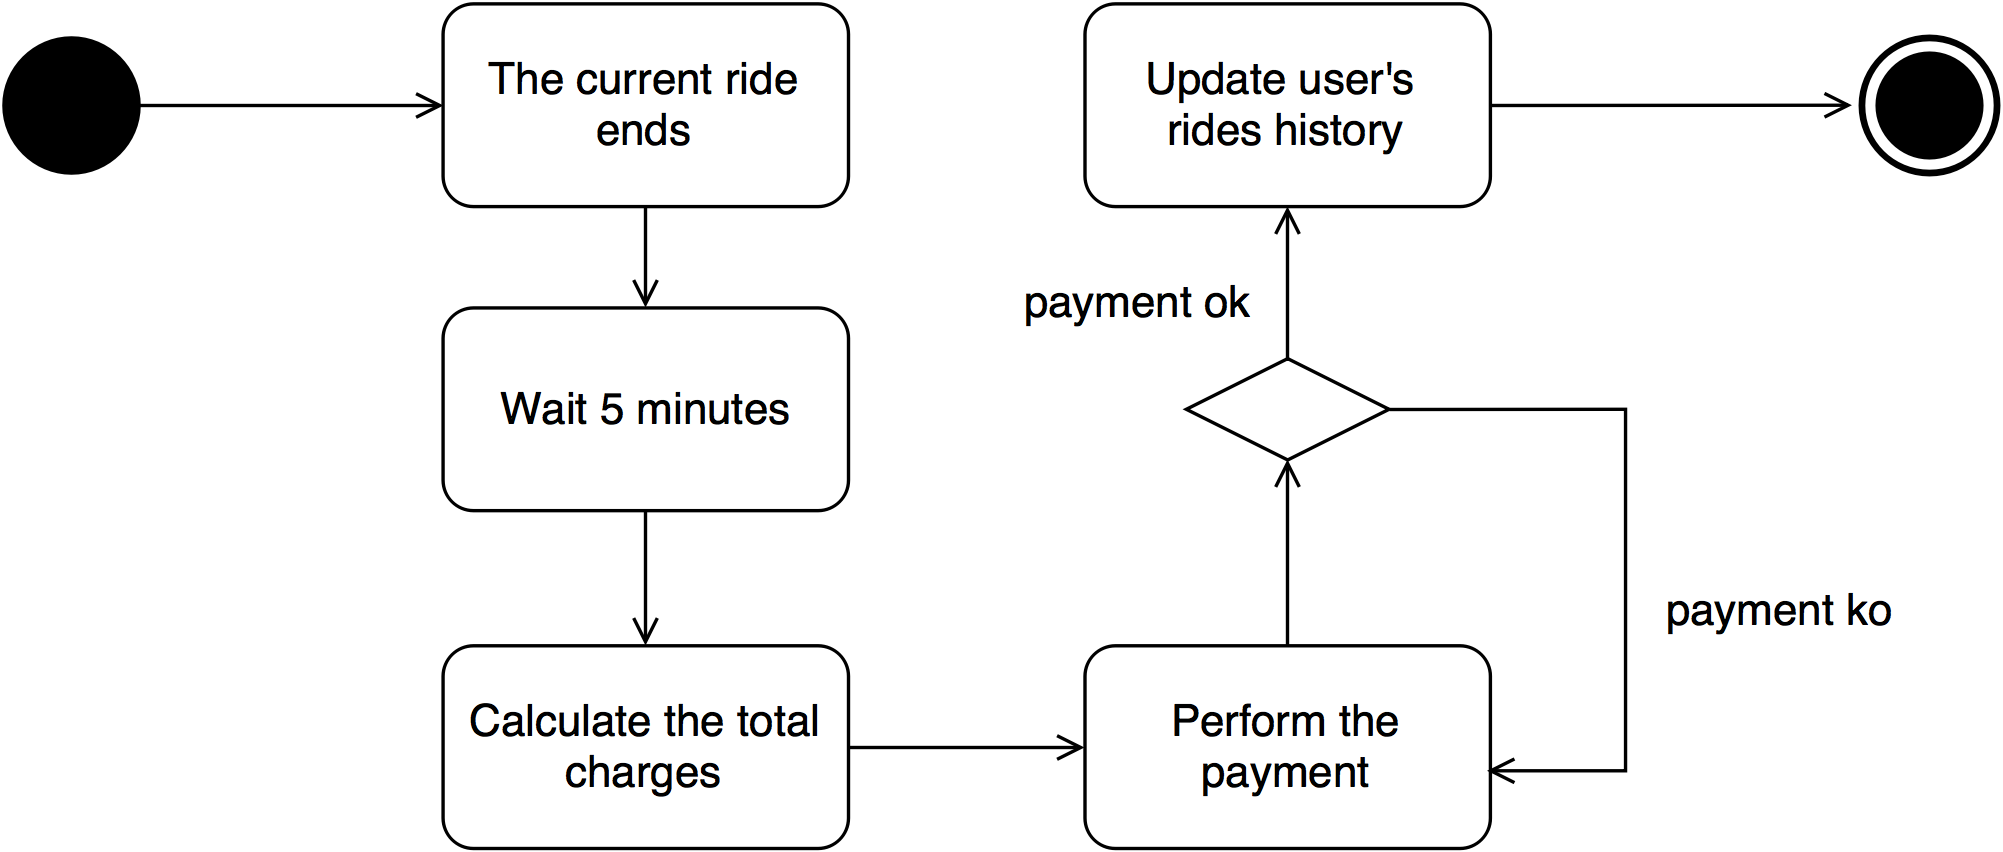 The current ride
ends
Wait 5 minutes
Calculate the total
charges
Perform the
payment
payment ok
payment ko
Update user's
rides history